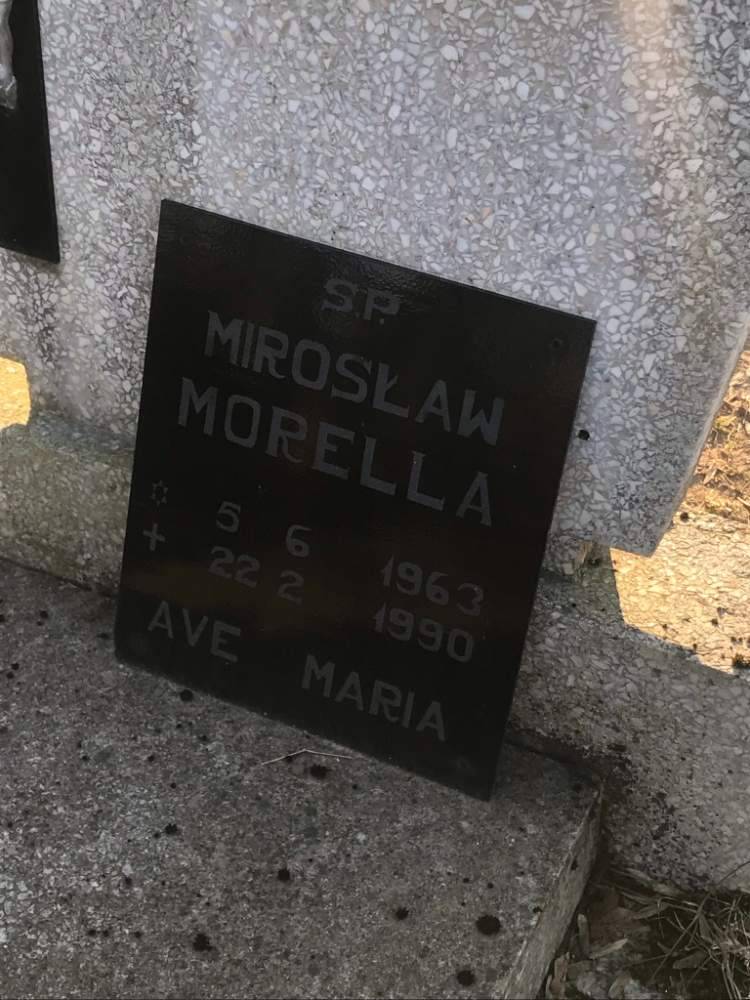 S.P.
MIROSŁAW
MORELLA
✡ 5 6 1963
+ 22 2 1990
AVE MARIA